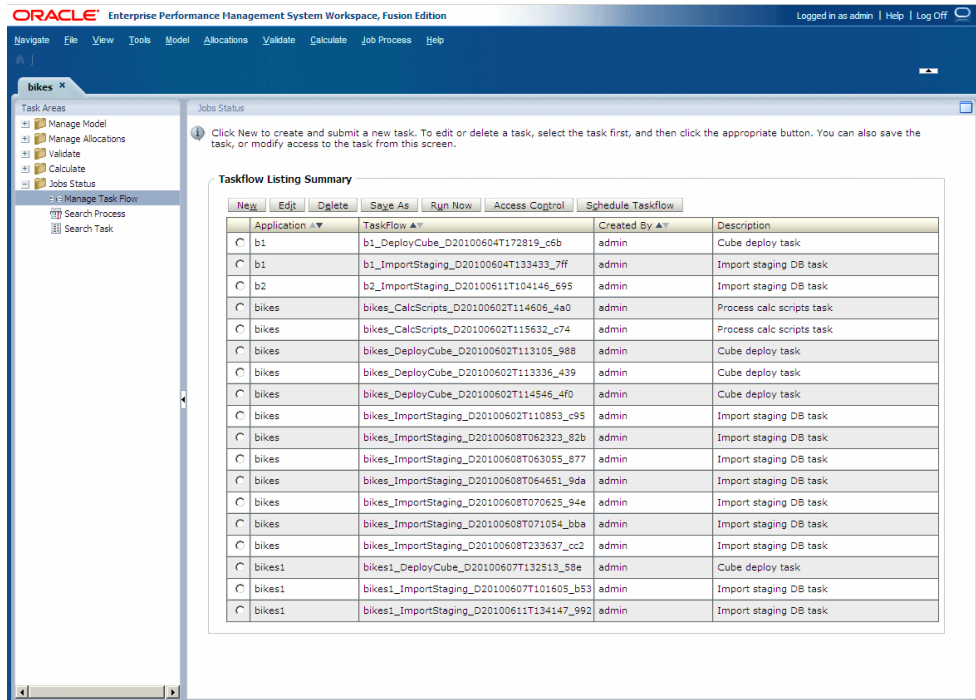 ORACLE® Enterprise Performance Management System Workspace, Fusion Edition
Logged in as admin | Help | Log Off
Navigate File View Tools Model Allocations Validate Calculate Job Process Help
bikes ×
Task Areas
Manage Model
Manage Allocations
Validate
Calculate
Jobs Status
Manage Task Flow
Search Process
Search Task
Jobs Status
Click New to create and submit a new task. To edit or delete a task, select the task first, and then click the appropriate button. You can also save the
task, or modify access to the task from this screen.
Taskflow Listing Summary
New Edit Delete Save As Run Now Access Control Schedule Taskflow
Application TaskFlow Created By Description
b1 b1_DeployCube_D20100604T172819_c6b admin Cube deploy task
b1 b1_ImportStaging_D20100604T133433_7ff admin Import staging DB task
b2 b2_ImportStaging_D20100611T104146_695 admin Import staging DB task
bikes bikes_CalcScripts_D20100602T114606_4a0 admin Process calc scripts task
bikes bikes_CalcScripts_D20100602T115632_c74 admin Process calc scripts task
bikes bikes_DeployCube_D20100602T113105_988 admin Cube deploy task
bikes bikes_DeployCube_D20100602T113336_439 admin Cube deploy task
bikes bikes_DeployCube_D20100602T114546_4f0 admin Cube deploy task
bikes bikes_ImportStaging_D20100602T110853_c95 admin Import staging DB task
bikes bikes_ImportStaging_D20100608T062323_82b admin Import staging DB task
bikes bikes_ImportStaging_D20100608T063055_877 admin Import staging DB task
bikes bikes_ImportStaging_D20100608T064651_9da admin Import staging DB task
bikes bikes_ImportStaging_D20100608T070625_94e admin Import staging DB task
bikes bikes_ImportStaging_D20100608T071054_bba admin Import staging DB task
bikes bikes_ImportStaging_D20100608T233637_cc2 admin Import staging DB task
bikes1 bikes1_DeployCube_D20100607T132513_58e admin Cube deploy task
bikes1 bikes1_ImportStaging_D20100607T101605_b53 admin Import staging DB task
bikes1 bikes1_ImportStaging_D20100611T134147_992 admin Import staging DB task